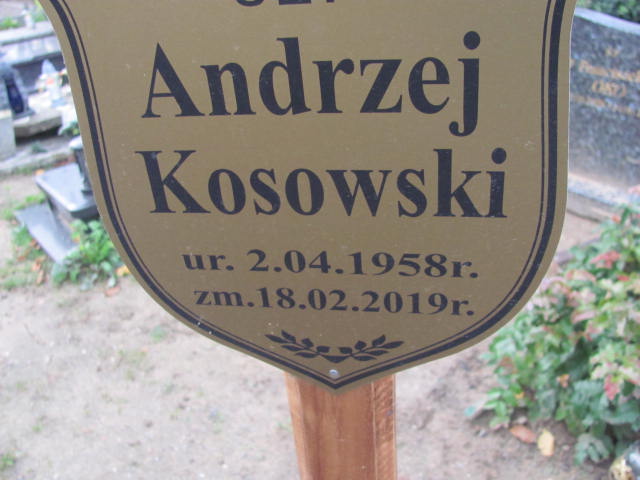 Andrzej
Kosowski
ur. 2.04.1958r.
zm.18.02.2019r.